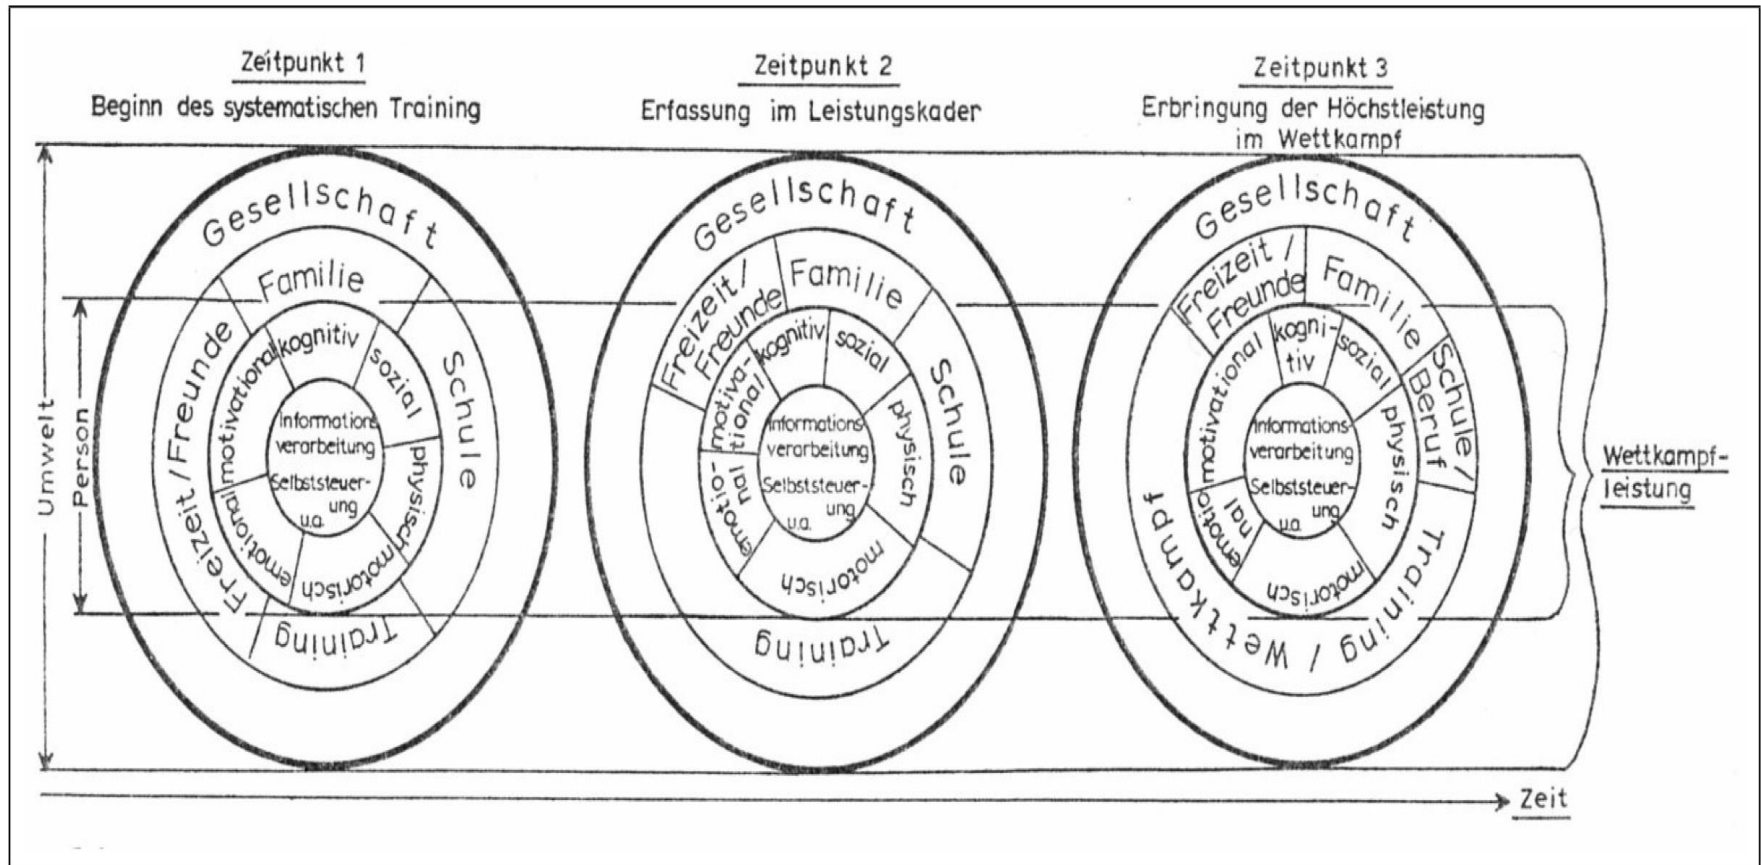 Zeitpunkt 1
Beginn des systematischen Training
Zeitpunkt 2
Erfassung im Leistungskader
Zeitpunkt 3
Erbringung der Höchstleistung
im Wettkampf
Umwelt
Person
Gesellschaft
Familie
Schule
Training
Freizeit/Freunde
kognitiv
sozial
physisch
motorisch
emotional
motivational
Informations
verarbeitung
Selbststeuer-
ung
u.a.
Gesellschaft
Freizeit/
Freunde
Familie
Schule
Training
kognitiv
sozial
physisch
motorisch
emotio-
nal
motiva-
tional
Informations-
verarbeitung
Selbststeuer-
ung
u.a.
Gesellschaft
Freizeit/
Freunde
Familie
Schule/
Beruf
Training/Wettkampf
kogni-
tiv
sozial
physisch
motorisch
emotio-
nal
motivational
Informations-
verarbeitung
Selbststeuer-
ung
u.a.
Wettkampf-
leistung
Zeit